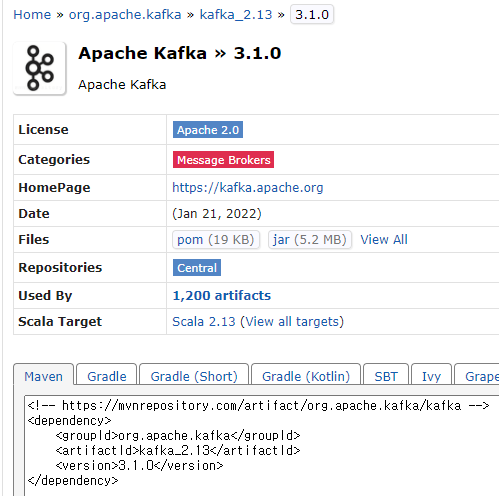 Home » org.apache.kafka » kafka_2.13 » 3.1.0
Apache Kafka » 3.1.0
Apache Kafka
License Apache 2.0
Categories Message Brokers
HomePage https://kafka.apache.org
Date (Jan 21, 2022)
Files pom (19 KB) jar (5.2 MB) View All
Repositories Central
Used By 1,200 artifacts
Scala Target Scala 2.13 (View all targets)
Maven Gradle Gradle (Short) Gradle (Kotlin) SBT Ivy Grape
<!-- https://mvnrepository.com/artifact/org.apache.kafka/kafka -->
<dependency>
    <groupId>org.apache.kafka</groupId>
    <artifactId>kafka_2.13</artifactId>
    <version>3.1.0</version>
</dependency>